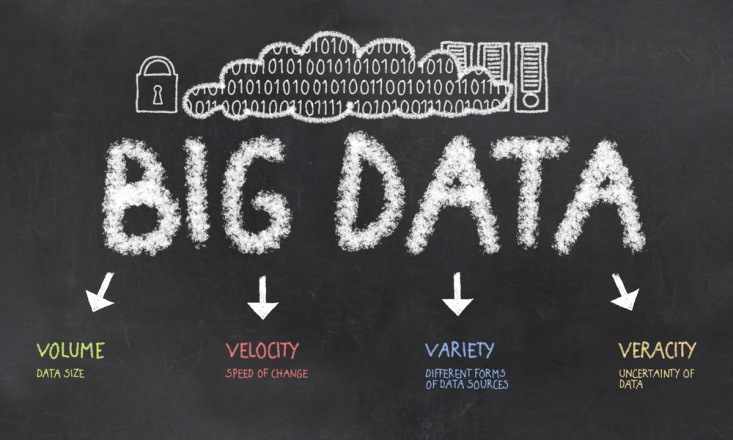 BIG DATA
VOLUME
DATA SIZE
VELOCITY
SPEED OF CHANGE
VARIETY
DIFFERENT FORMS
OF DATA SOURCES
VERACITY
UNCERTAINTY OF
DATA